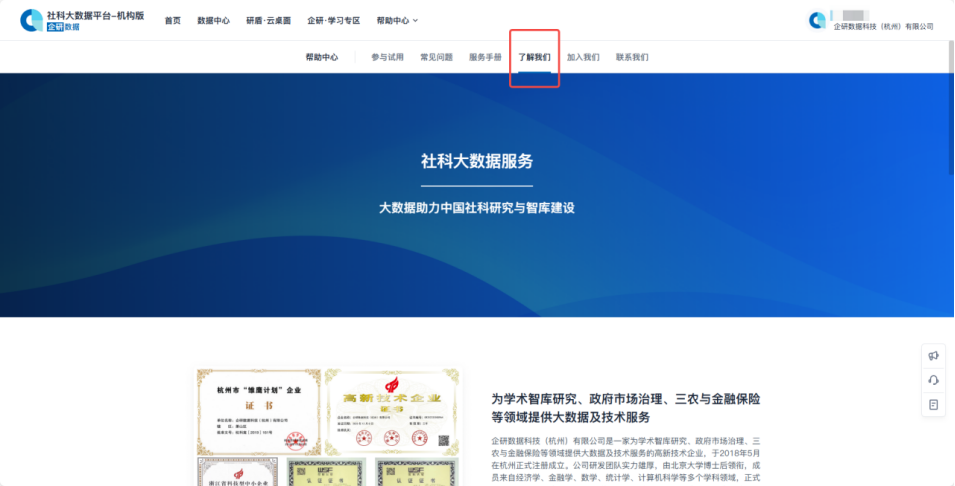 社科大数据平台-机构版
企研数据
首页 数据中心 研盾·云桌面 企研·学习专区 帮助中心
企研数据科技（杭州）有限公司
帮助中心 参与试用 常见问题 服务手册 了解我们 加入我们 联系我们
社科大数据服务
大数据助力中国社科研究与智库建设
杭州市“雏鹰计划”企业
证书
高新技术企业
证书
浙江省科技型中小企业
为学术智库研究、政府市场治理、三农与金融保险
等领域提供大数据及技术服务
企研数据科技（杭州）有限公司是一家为学术智库研究、政府市场治理、三
农与金融保险等领域提供大数据及技术服务的高新技术企业，于2018年5月
在杭州正式注册成立。公司研发团队实力雄厚，由北京大学博士后领衔，成
员来自经济学、金融学、数学、统计学、计算机科学等多个学科领域，正式